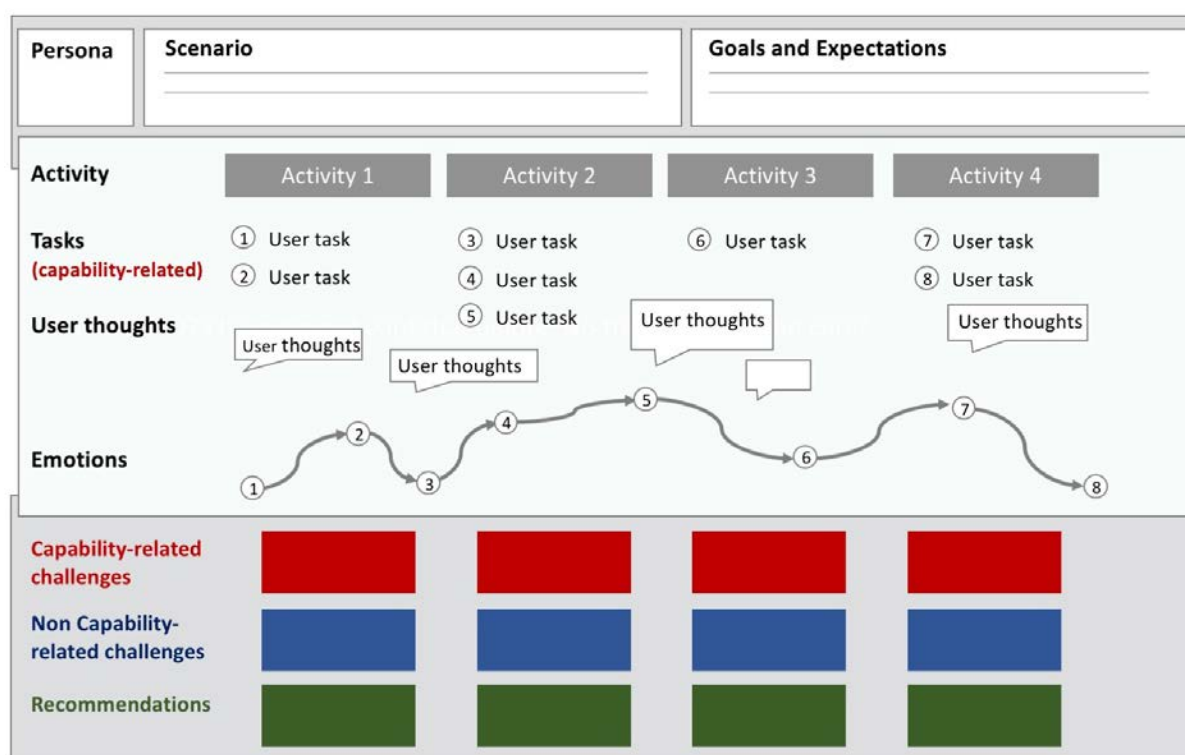 Persona
Scenario
Goals and Expectations
Activity
Activity 1
Activity 2
Activity 3
Activity 4
Tasks
(capability-related)
1 User task
2 User task
3 User task
4 User task
5 User task
6 User task
7 User task
8 User task
User thoughts
User thoughts
User thoughts
User thoughts
User thoughts
Emotions
1
2
3
4
5
6
7
8
Capability-related
challenges
Non Capability-
related challenges
Recommendations